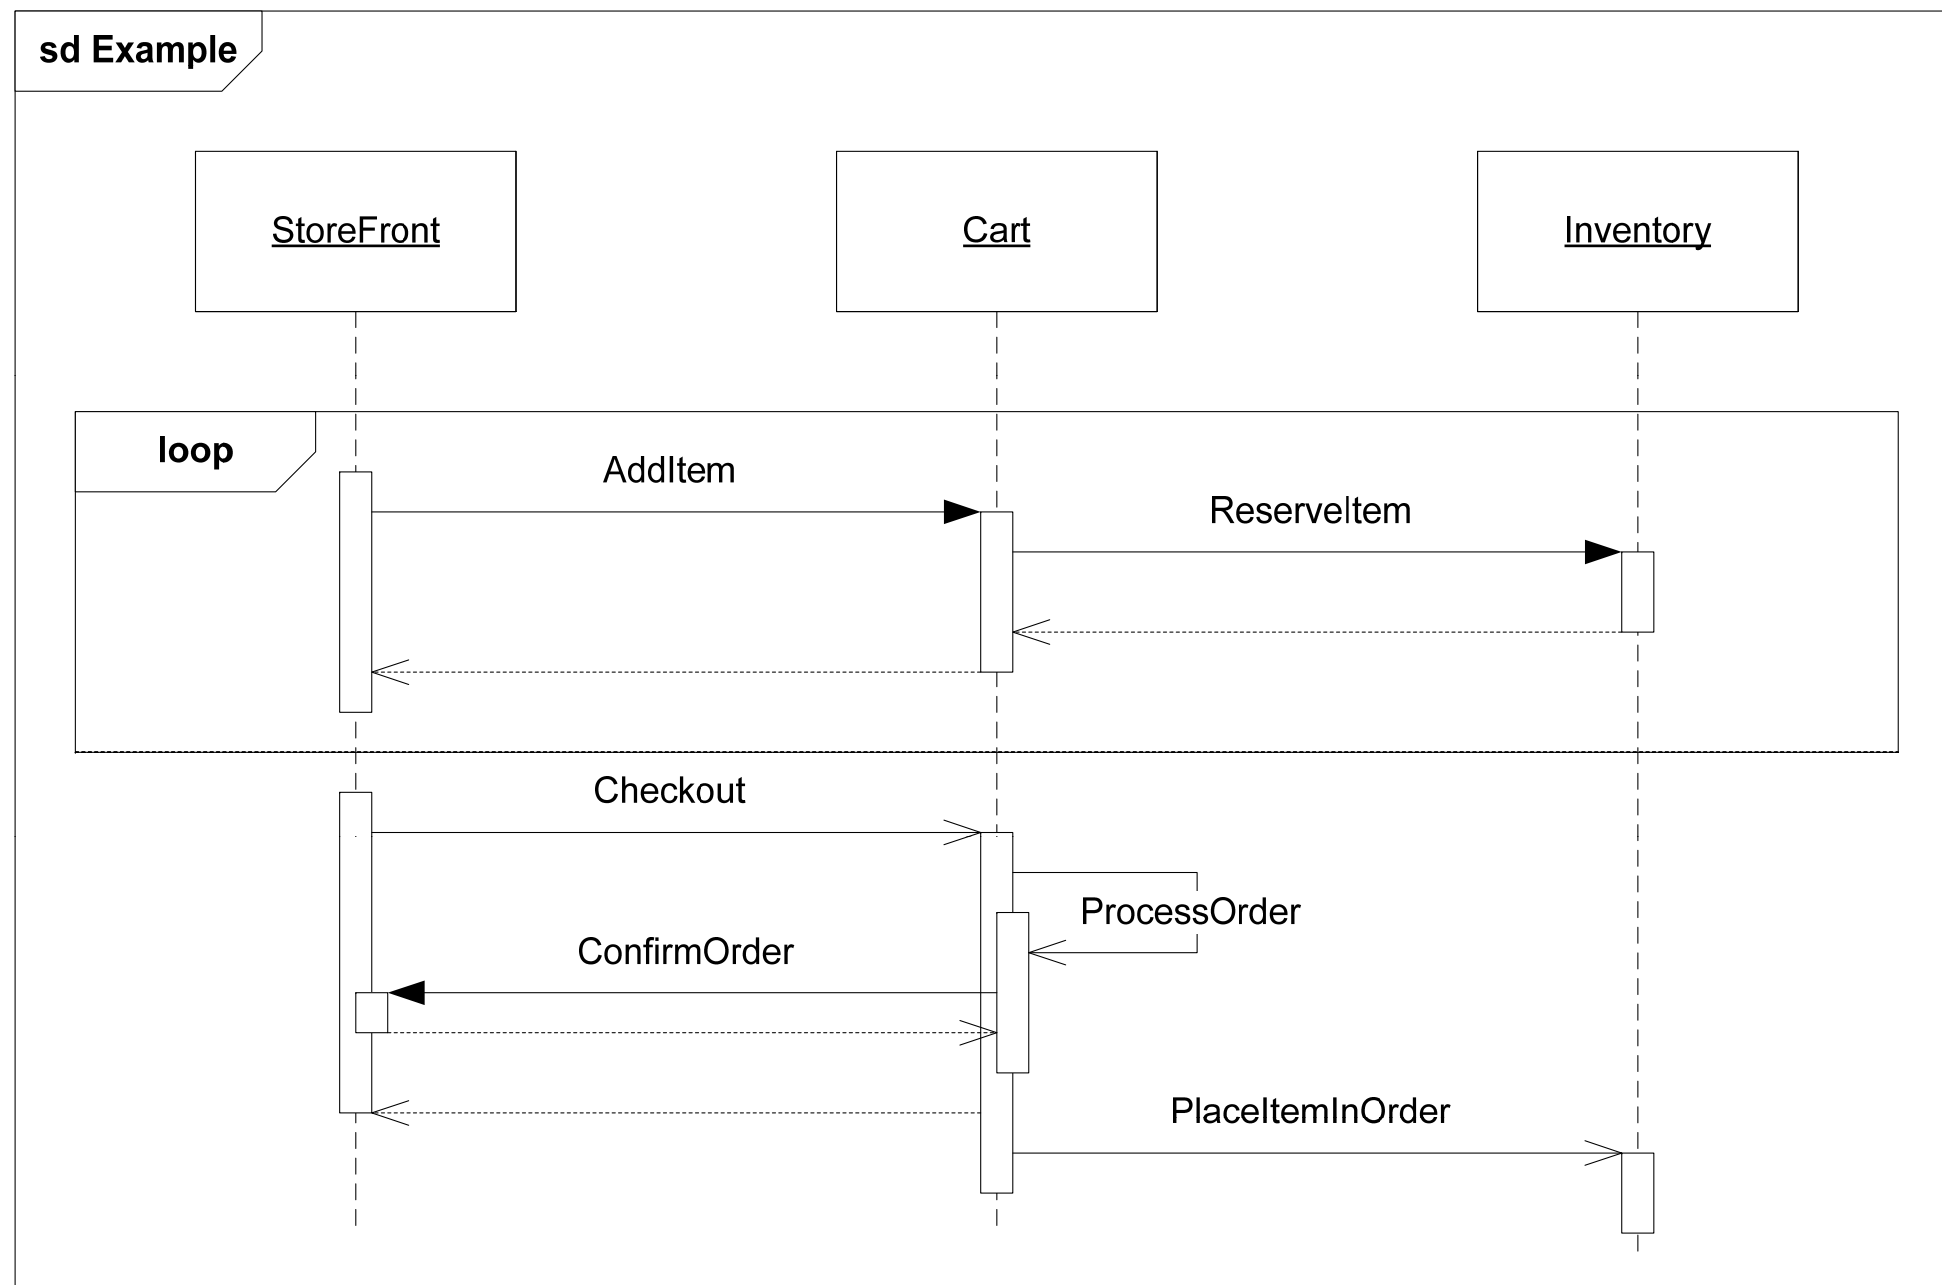 sd Example
StoreFront
Cart
Inventory
loop
AddItem
ReserveItem
Checkout
ProcessOrder
ConfirmOrder
PlaceItemInOrder